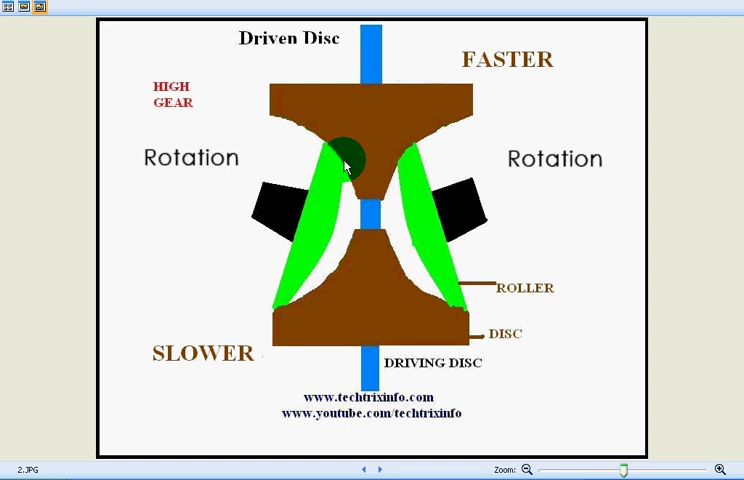 Driven Disc
FASTER
HIGH
GEAR
Rotation
Rotation
ROLLER
DISC
SLOWER
DRIVING DISC
www.techtrixinfo.com
www.youtube.com/techtrixinfo
2.JPG
Zoom: